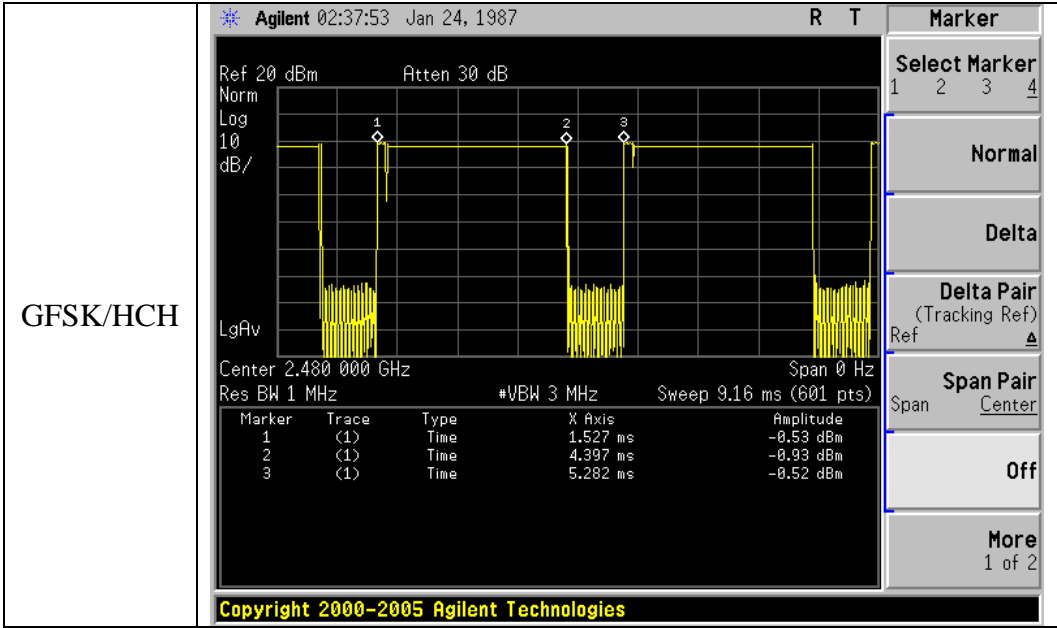 GFSK/HCH
Agilent 02:37:53 Jan 24, 1987 R T
Ref 20 dBm Atten 30 dB
Norm
Log
10
dB/
1 2 3
LgAv
Center 2.480 000 GHz Span 0 Hz
Res BW 1 MHz #VBW 3 MHz Sweep 9.16 ms (601 pts)
Marker Trace Type X Axis Amplitude
1 (1) Time 1.527 ms -0.53 dBm
2 (1) Time 4.397 ms -0.93 dBm
3 (1) Time 5.282 ms -0.52 dBm
Copyright 2000-2005 Agilent Technologies
Marker
Select Marker
1 2 3 4
Normal
Delta
Delta Pair
(Tracking Ref)
Ref Δ
Span Pair
Span Center
Off
More
1 of 2